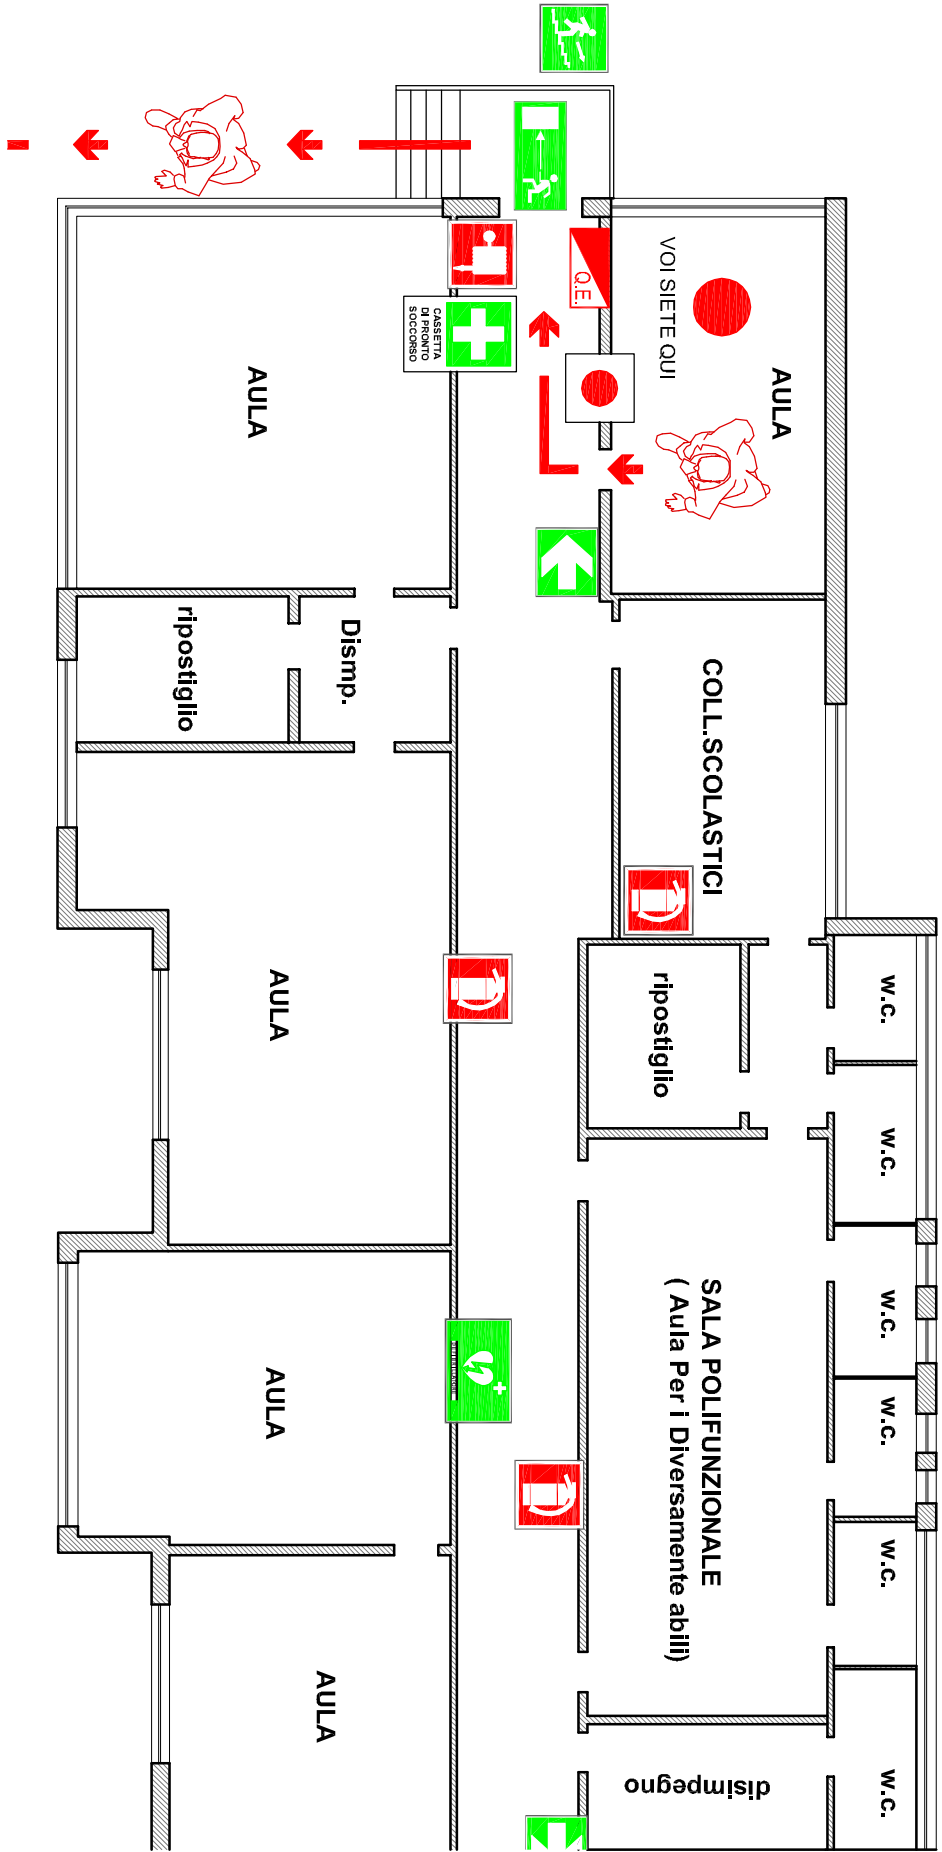 VOI SIETE QUI
AULA
Q.E.
CASSETTA
DI PRONTO
SOCCORSO
AULA
COLL.SCOLASTICI
Dismp.
ripostiglio
w.c.
ripostiglio
AULA
w.c.
w.c.
SALA POLIFUNZIONALE
( Aula Per i Diversamente abili)
AULA
w.c.
w.c.
AULA
w.c.
disimpegno